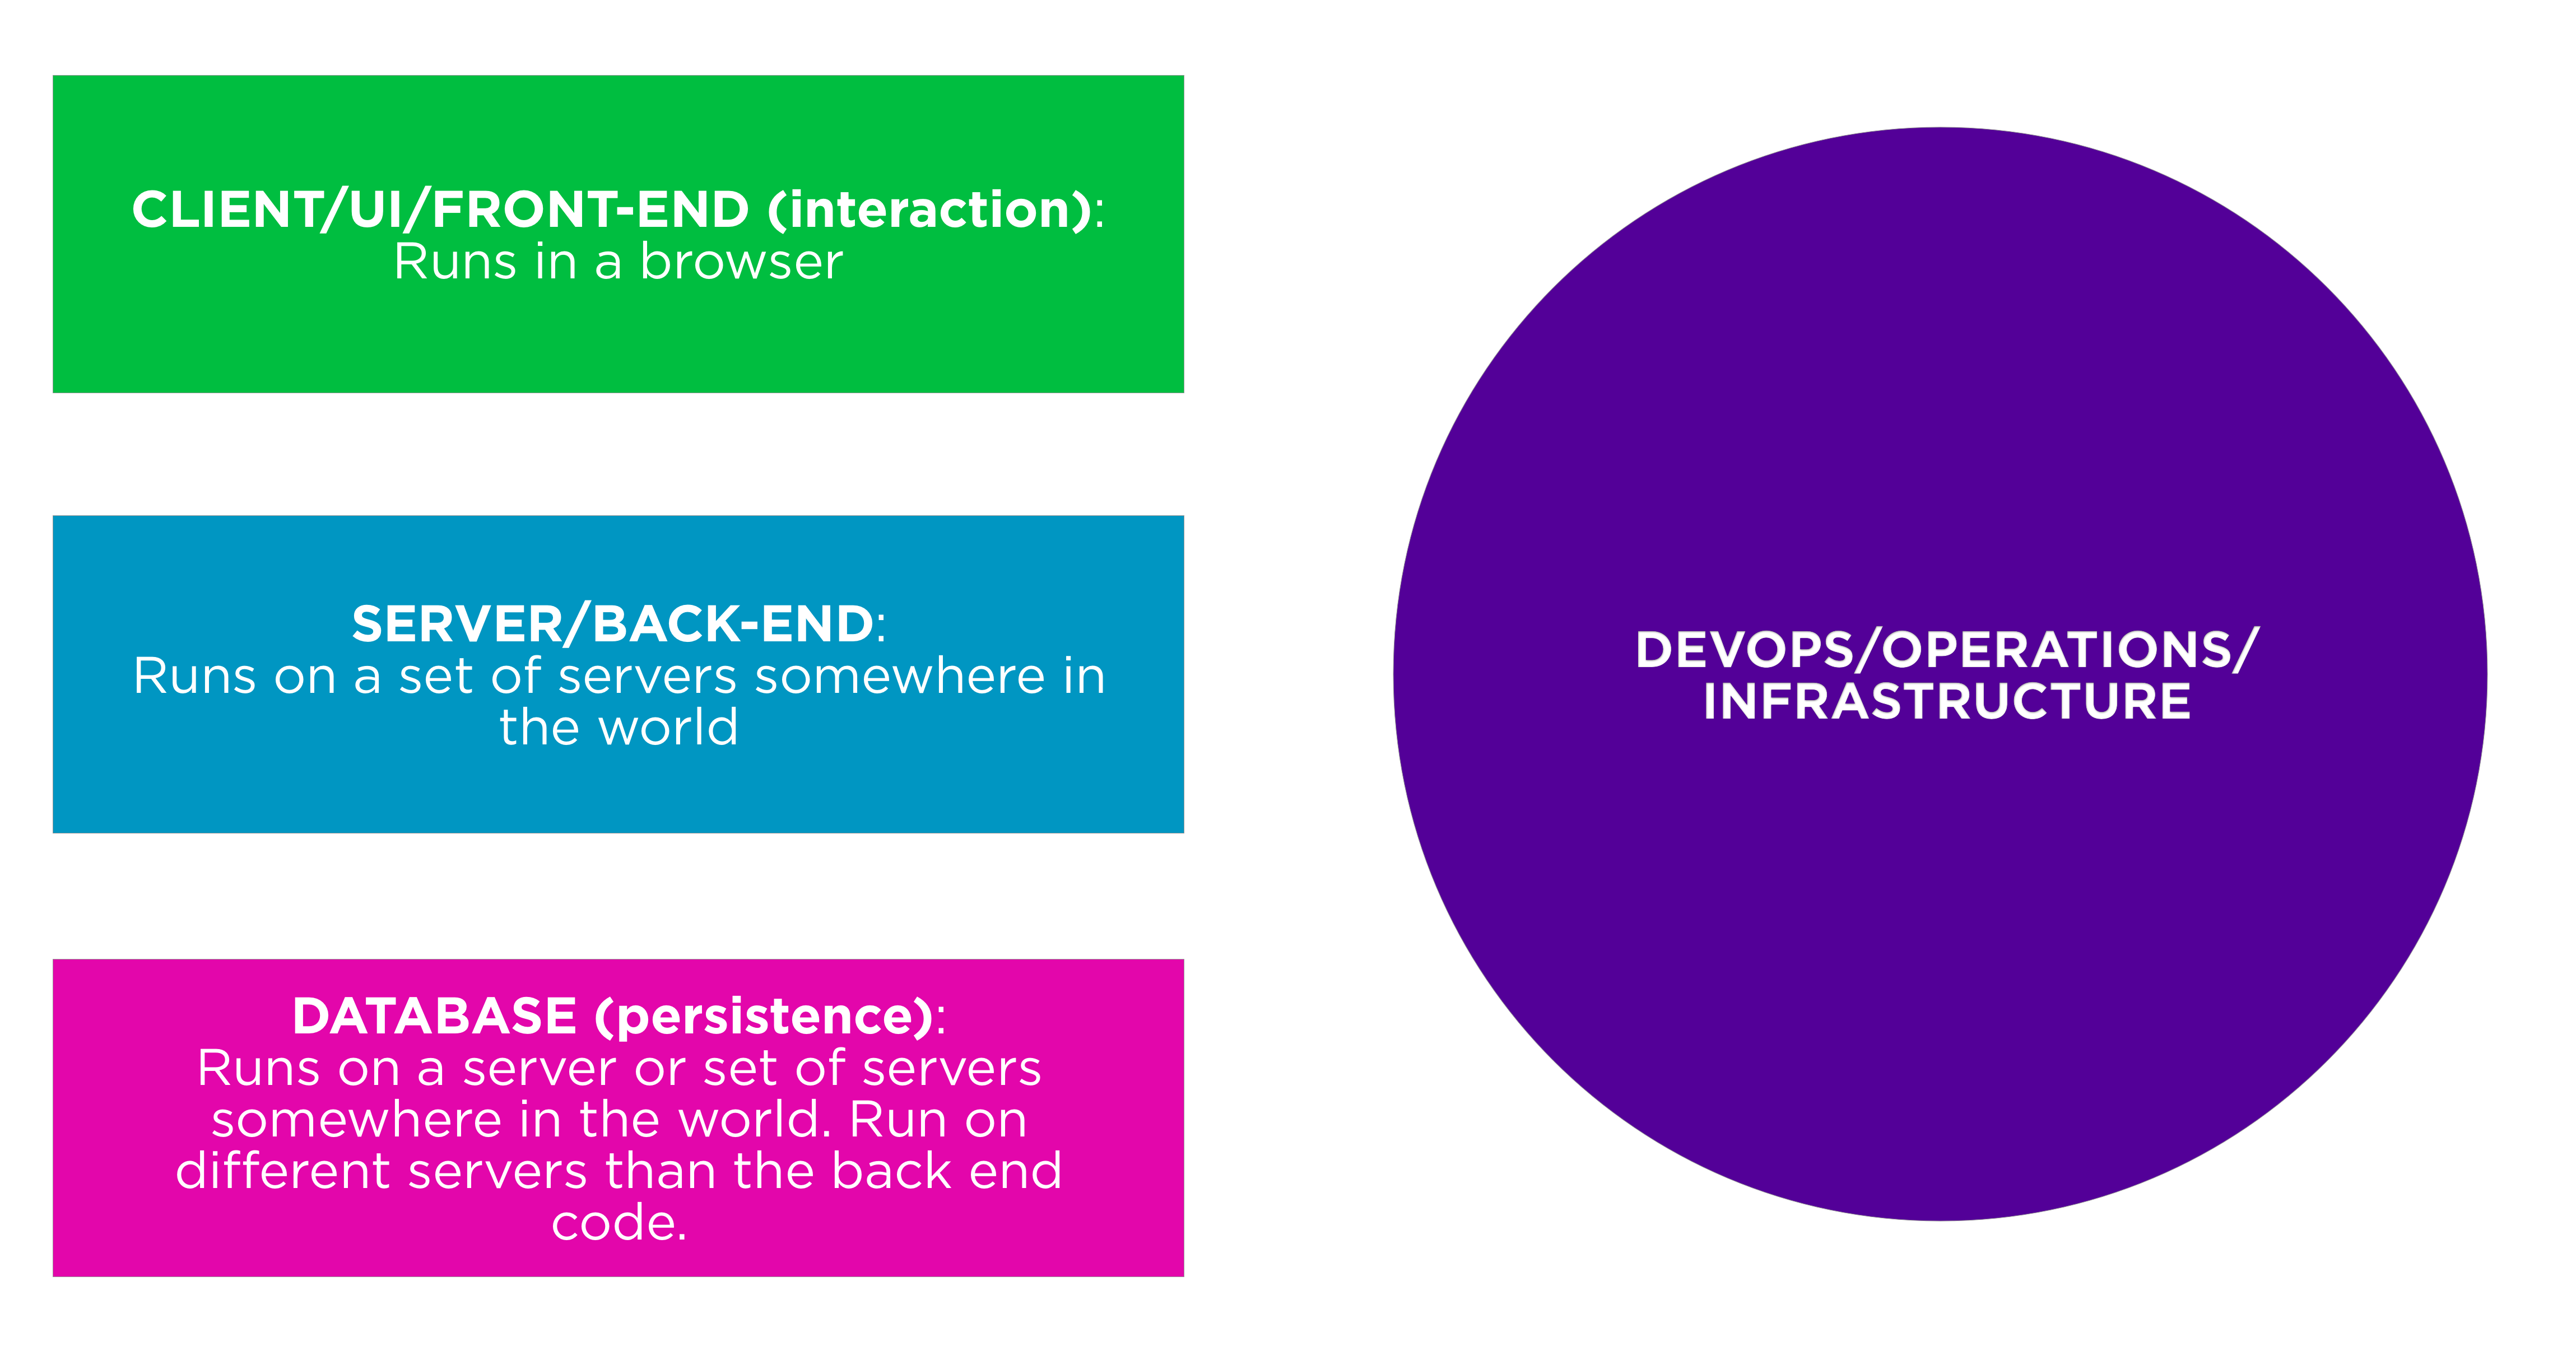 CLIENT/UI/FRONT-END (interaction):
Runs in a browser
SERVER/BACK-END:
Runs on a set of servers somewhere in
the world
DATABASE (persistence):
Runs on a server or set of servers
somewhere in the world. Run on
different servers than the back end
code.
DEVOPS/OPERATIONS/
INFRASTRUCTURE